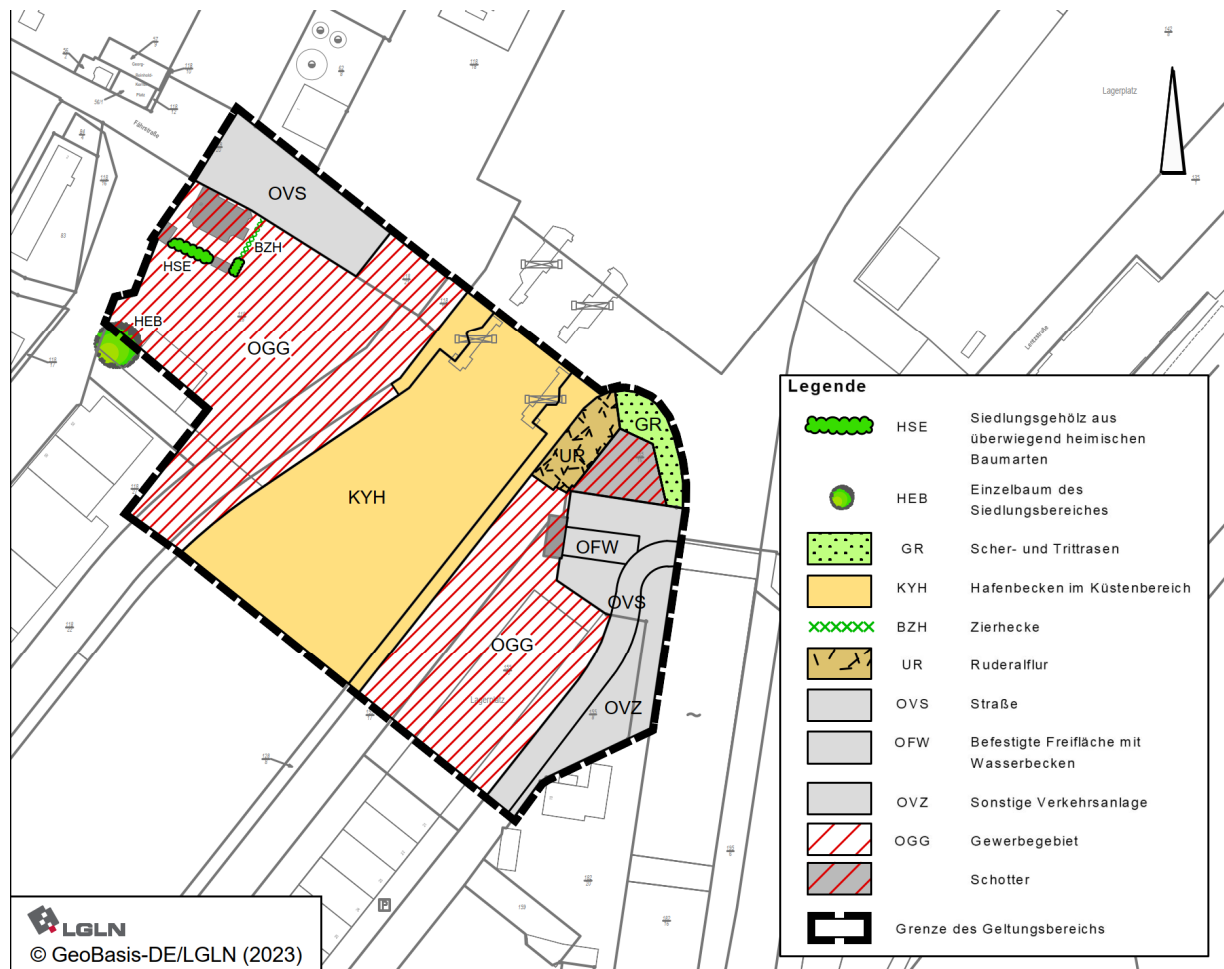 Lagerplatz
Fährstraße
OVS
BZH
HSE
HEB
OGG
Lentzstraße
GR
UR
KYH
OFW
OVS
OGG
Lagerplatz
OVZ
~
P
Legende
HSE Siedlungsgehölz aus
überwiegend heimischen
Baumarten
HEB Einzelbaum des
Siedlungsbereiches
GR Scher- und Trittrasen
KYH Hafenbecken im Küstenbereich
BZH Zierhecke
UR Ruderalflur
OVS Straße
OFW Befestigte Freifläche mit
Wasserbecken
OVZ Sonstige Verkehrsanlage
OGG Gewerbegebiet
Schotter
Grenze des Geltungsbereichs
LGLN
© GeoBasis-DE/LGLN (2023)